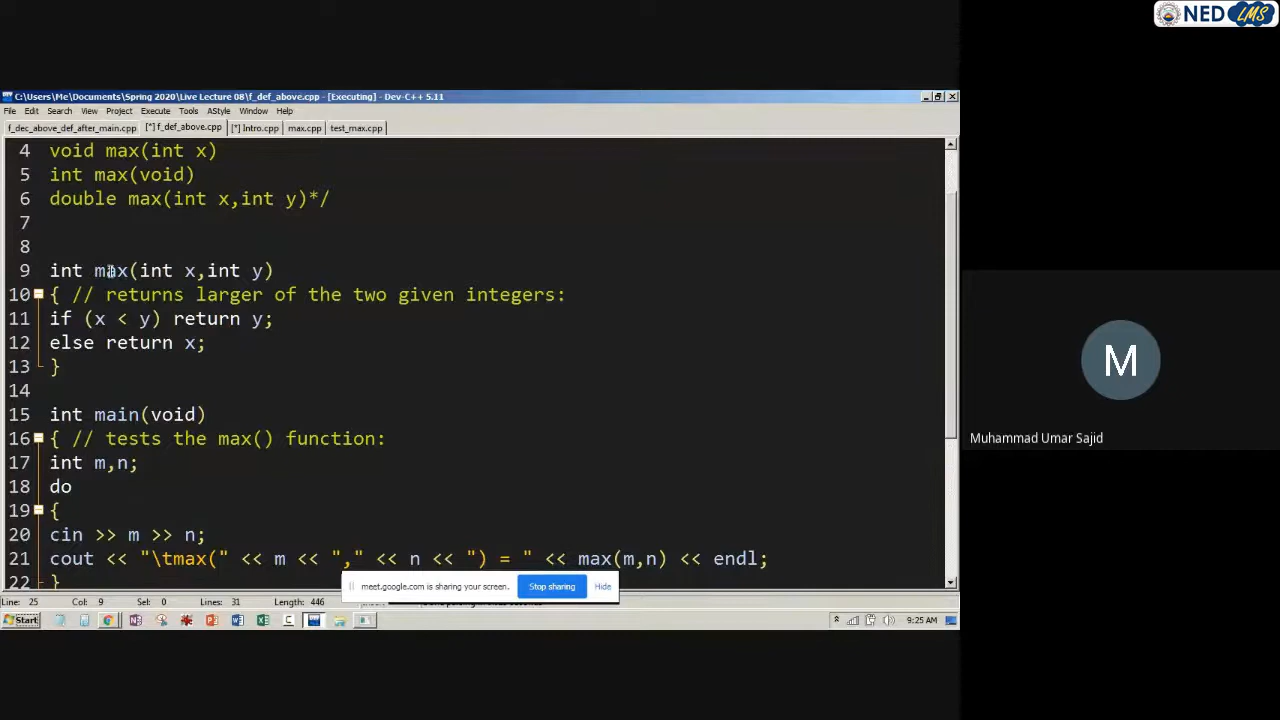 NED LMS
C:\Users\Me\Documents\Spring 2020\Live Lecture 08\f_def_above.cpp - [Executing] - Dev-C++ 5.11
File Edit Search View Project Execute Tools AStyle Window Help
f_dec_above_def_after_main.cpp [*] f_def_above.cpp [*] Intro.cpp max.cpp test_max.cpp
4 void max(int x)
5 int max(void)
6 double max(int x,int y)*/
7
8
9 int max(int x,int y)
10 { // returns larger of the two given integers:
11 if (x < y) return y;
12 else return x;
13 }
14
15 int main(void)
16 { // tests the max() function:
17 int m,n;
18 do
19 {
20 cin >> m >> n;
21 cout << "\tmax(" << m << "," << n << ") = " << max(m,n) << endl;
22 }
meet.google.com is sharing your screen. Stop sharing Hide
Line: 25 Col: 9 Sel: 0 Lines: 31 Length: 446
Start 9:25 AM
M
Muhammad Umar Sajid